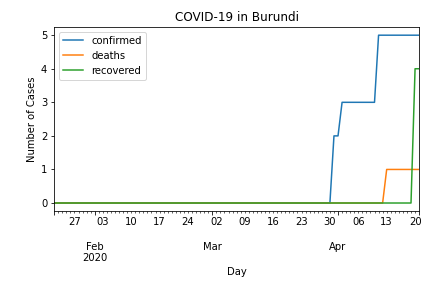 COVID-19 in Burundi
confirmed
deaths
recovered
Number of Cases
5
4
3
2
1
0
27 03 10 17 24 02 09 16 23 30 06 13 20
Feb Mar Apr
2020
Day